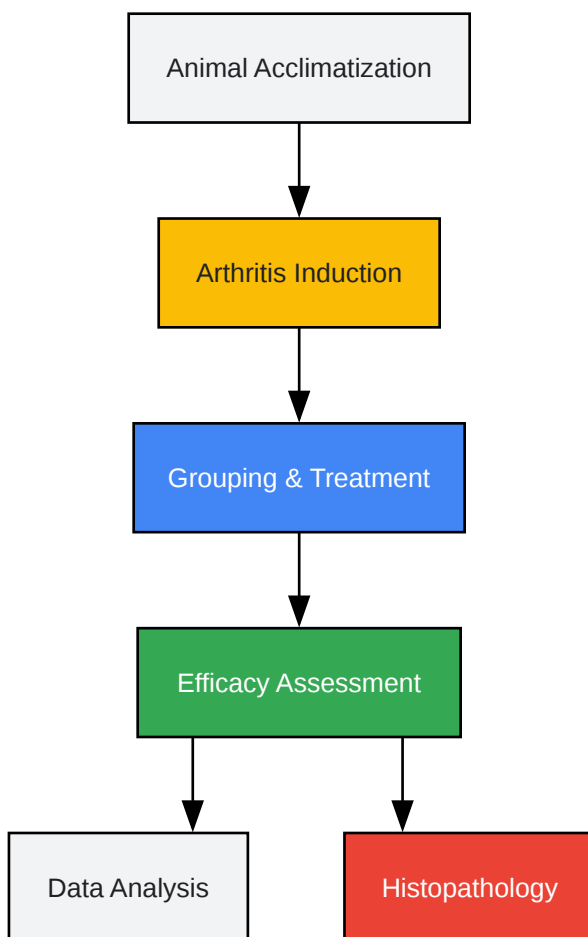 Animal Acclimatization
Arthritis Induction
Grouping & Treatment
Efficacy Assessment
Data Analysis
Histopathology